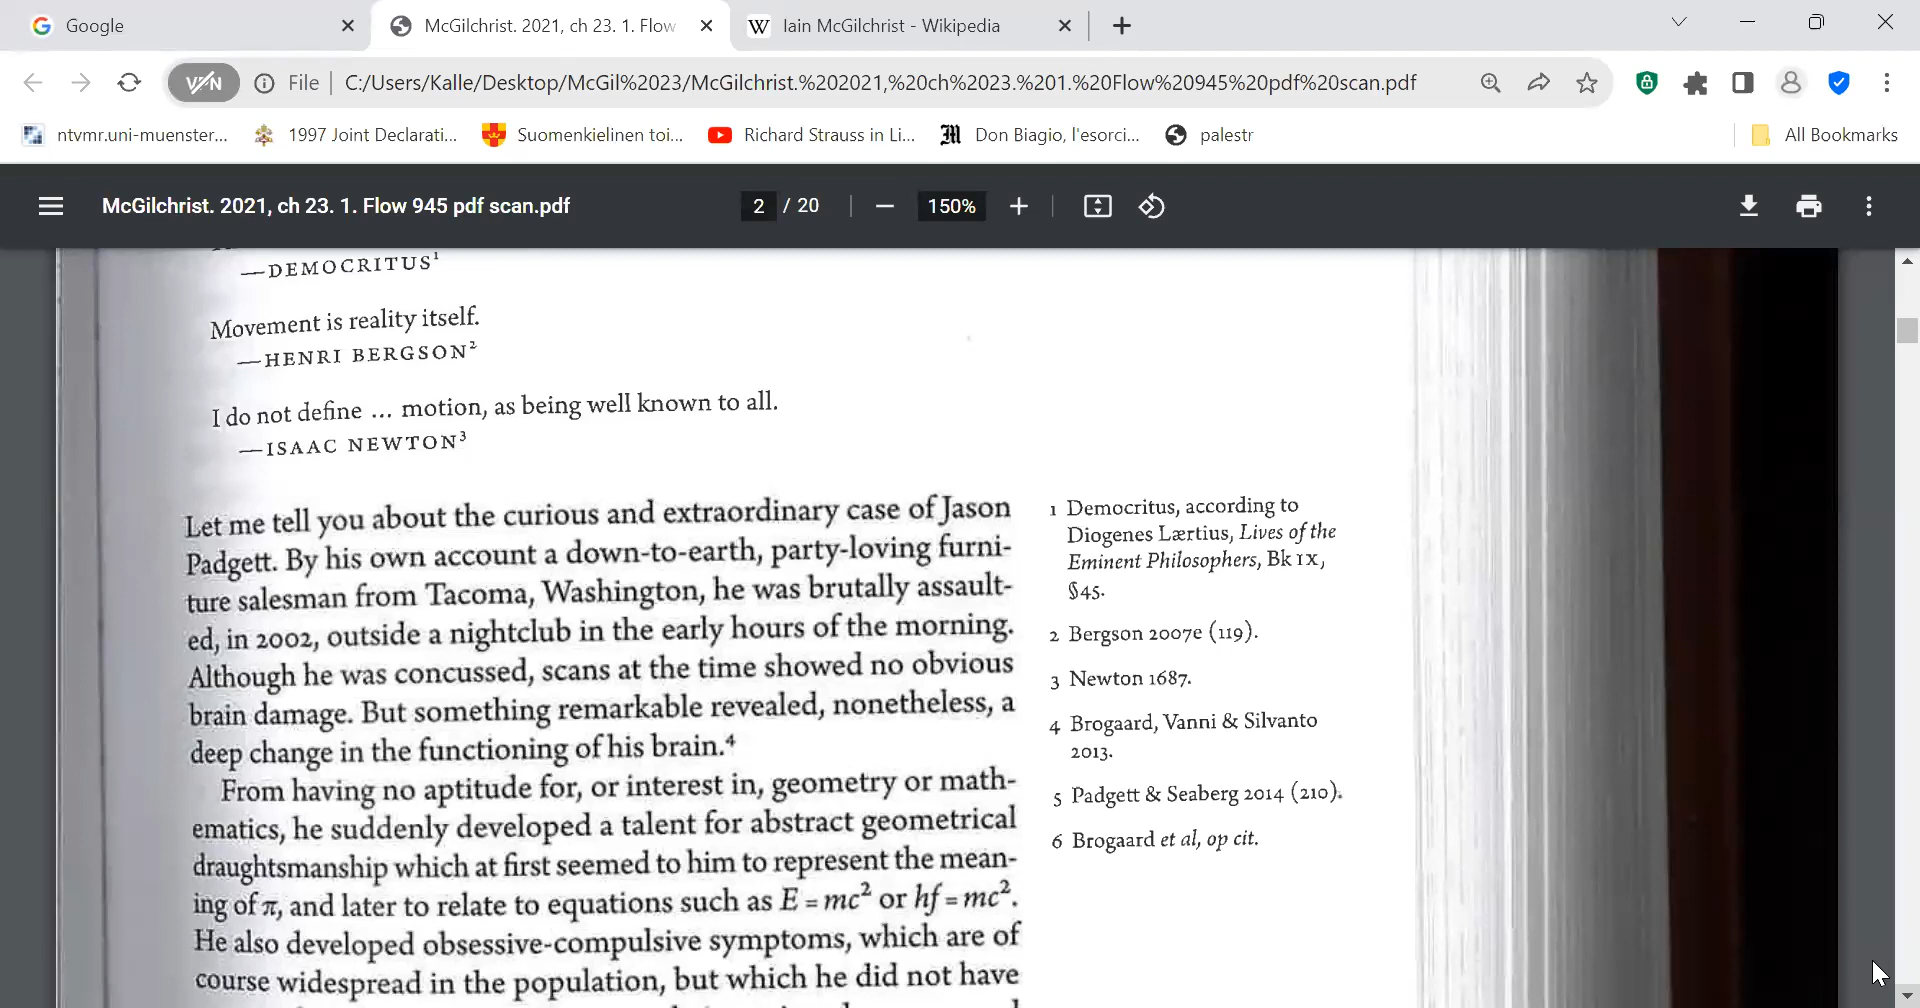 Google
McGilchrist. 2021, ch 23. 1. Flow
Iain McGilchrist - Wikipedia
VPN
File
C:/Users/Kalle/Desktop/McGil%2023/McGilchrist.%202021,%20ch%2023.%201.%20Flow%20945%20pdf%20scan.pdf
ntvmr.uni-muenster...
1997 Joint Declarati...
Suomenkielinen toi...
Richard Strauss in Li...
Don Biagio, l'esorci...
palestr
All Bookmarks
McGilchrist. 2021, ch 23. 1. Flow 945 pdf scan.pdf
2 / 20
150%
—DEMOCRITUS¹
Movement is reality itself.
—HENRI BERGSON²
I do not define ... motion, as being well known to all.
—ISAAC NEWTON³
Let me tell you about the curious and extraordinary case of Jason
Padgett. By his own account a down-to-earth, party-loving furni-
ture salesman from Tacoma, Washington, he was brutally assault-
ed, in 2002, outside a nightclub in the early hours of the morning.
Although he was concussed, scans at the time showed no obvious
brain damage. But something remarkable revealed, nonetheless, a
deep change in the functioning of his brain.⁴
From having no aptitude for, or interest in, geometry or math-
ematics, he suddenly developed a talent for abstract geometrical
draughtsmanship which at first seemed to him to represent the mean-
ing of π, and later to relate to equations such as E = mc² or hf = mc².
He also developed obsessive-compulsive symptoms, which are of
course widespread in the population, but which he did not have
1 Democritus, according to
Diogenes Lærtius, Lives of the
Eminent Philosophers, Bk IX,
§45.
2 Bergson 2007e (119).
3 Newton 1687.
4 Brogaard, Vanni & Silvanto
2013.
5 Padgett & Seaberg 2014 (210).
6 Brogaard et al, op cit.